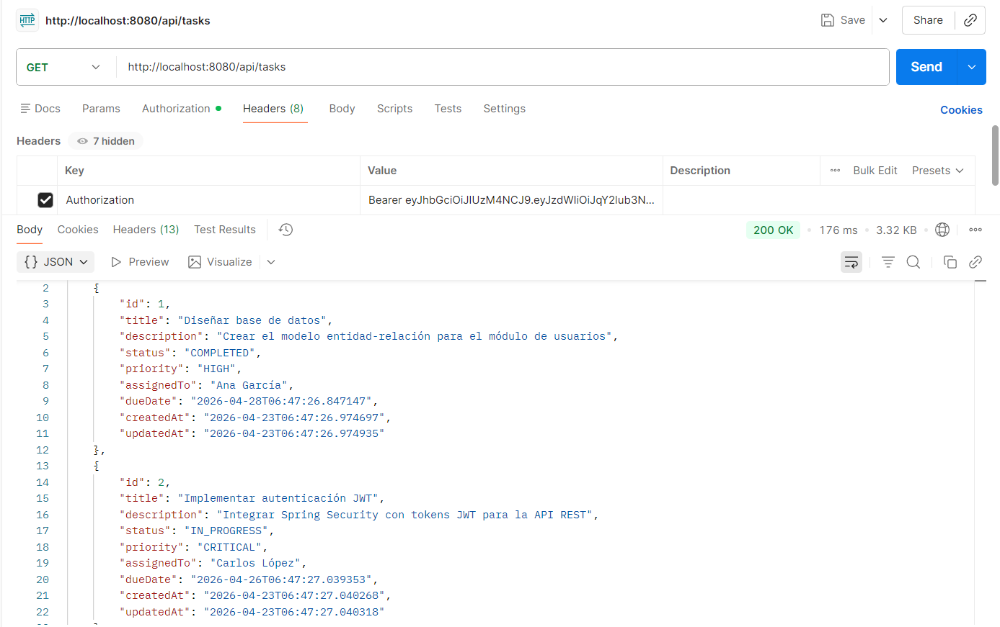 HTTP http://localhost:8080/api/tasks Save Share
GET http://localhost:8080/api/tasks Send
Docs Params Authorization Headers (8) Body Scripts Tests Settings Cookies
Headers 7 hidden
Key Value Description Bulk Edit Presets
Authorization Bearer eyJhbGciOiJIUzM4NCJ9.eyJzdWIiOiJqY2lub3N...
Body Cookies Headers (13) Test Results 200 OK 176 ms 3.32 KB
{} JSON Preview Visualize
2 {
3 "id": 1,
4 "title": "Diseñar base de datos",
5 "description": "Crear el modelo entidad-relación para el módulo de usuarios",
6 "status": "COMPLETED",
7 "priority": "HIGH",
8 "assignedTo": "Ana García",
9 "dueDate": "2026-04-28T06:47:26.847147",
10 "createdAt": "2026-04-23T06:47:26.974697",
11 "updatedAt": "2026-04-23T06:47:26.974935"
12 },
13 {
14 "id": 2,
15 "title": "Implementar autenticación JWT",
16 "description": "Integrar Spring Security con tokens JWT para la API REST",
17 "status": "IN_PROGRESS",
18 "priority": "CRITICAL",
19 "assignedTo": "Carlos López",
20 "dueDate": "2026-04-26T06:47:27.039353",
21 "createdAt": "2026-04-23T06:47:27.040268",
22 "updatedAt": "2026-04-23T06:47:27.040318"